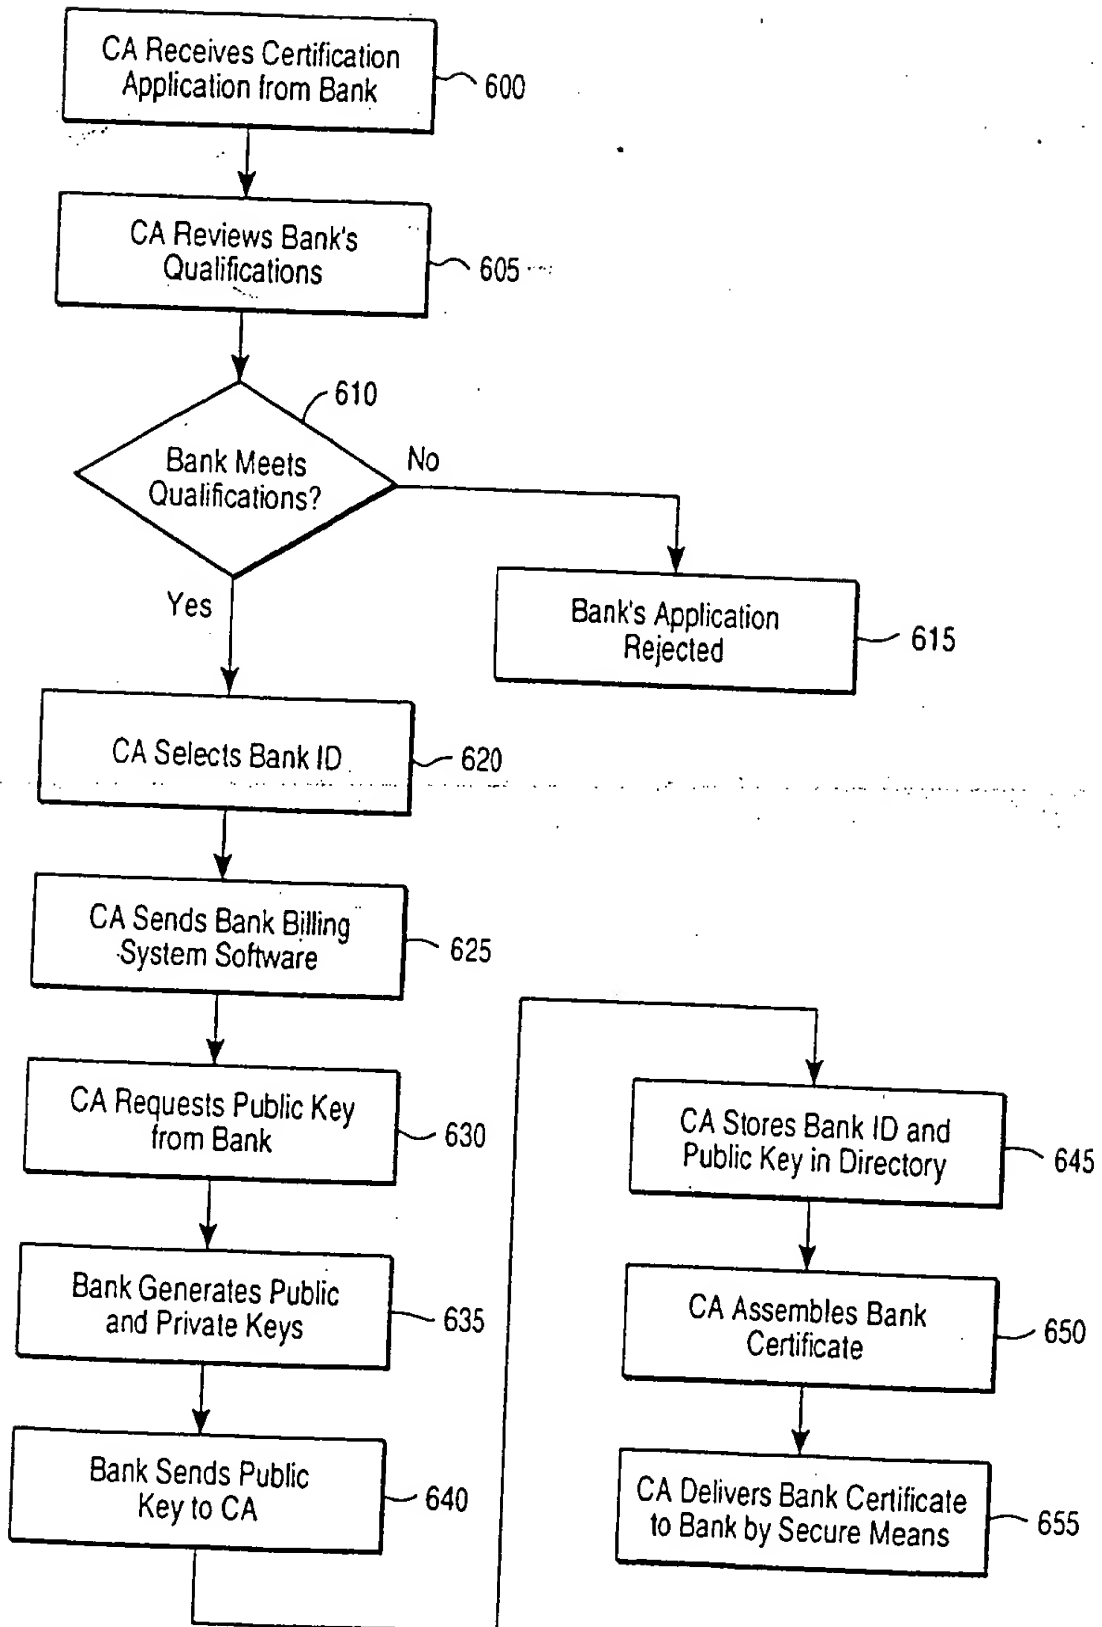 CA Receives Certification
Application from Bank
600
CA Reviews Bank's
Qualifications
605
610
Bank Meets
Qualifications?
No
Yes
Bank's Application
Rejected
615
CA Selects Bank ID
620
CA Sends Bank Billing
System Software
625
CA Requests Public Key
from Bank
630
Bank Generates Public
and Private Keys
635
Bank Sends Public
Key to CA
640
CA Stores Bank ID and
Public Key in Directory
645
CA Assembles Bank
Certificate
650
CA Delivers Bank Certificate
to Bank by Secure Means
655